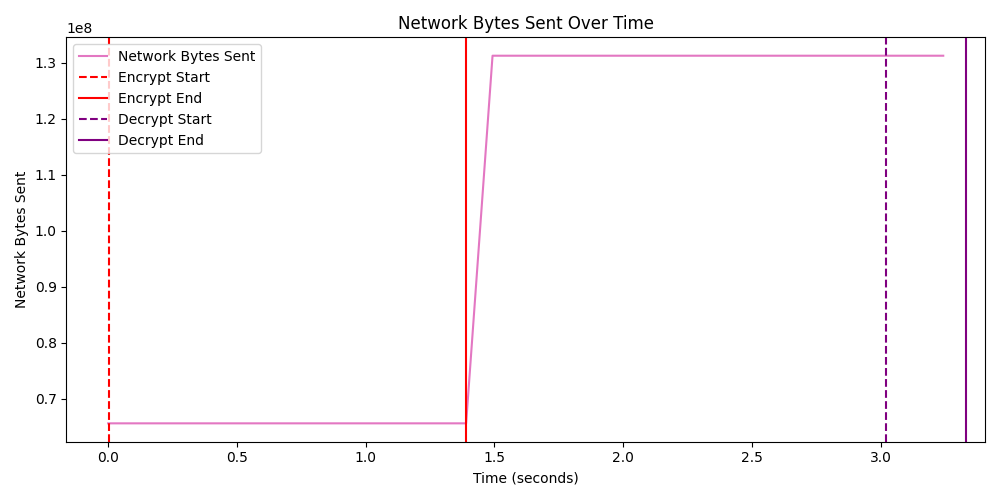 Network Bytes Sent Over Time
1e8
Network Bytes Sent
Encrypt Start
Encrypt End
Decrypt Start
Decrypt End
1.3
1.2
1.1
1.0
0.9
0.8
0.7
Network Bytes Sent
0.0 0.5 1.0 1.5 2.0 2.5 3.0
Time (seconds)